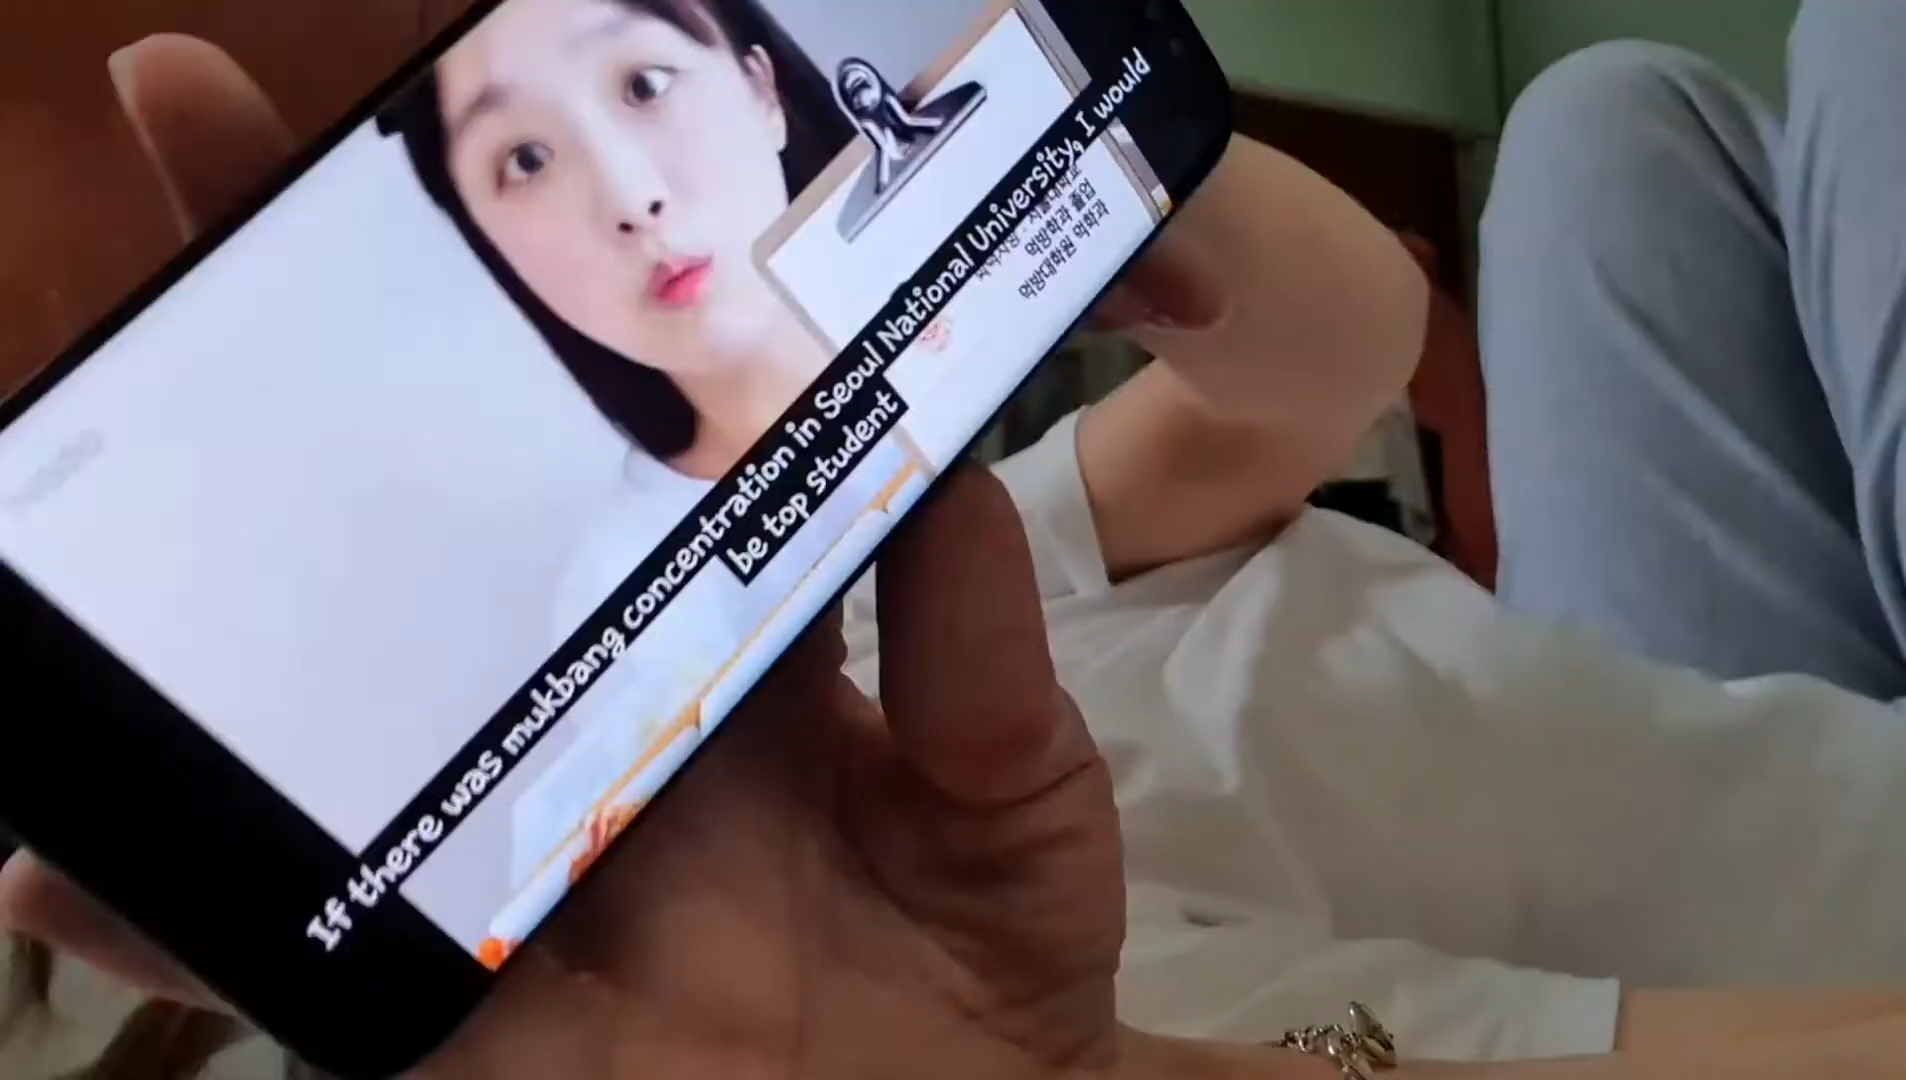 If there was mukbang concentration in Seoul National University, I would
be top student
먹방학과 졸업
먹방대학원 먹학과